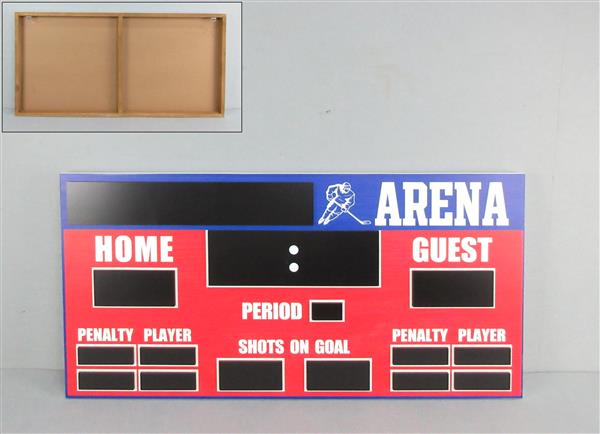 ARENA
HOME GUEST
:
PERIOD
PENALTY PLAYER PENALTY PLAYER
SHOTS ON GOAL